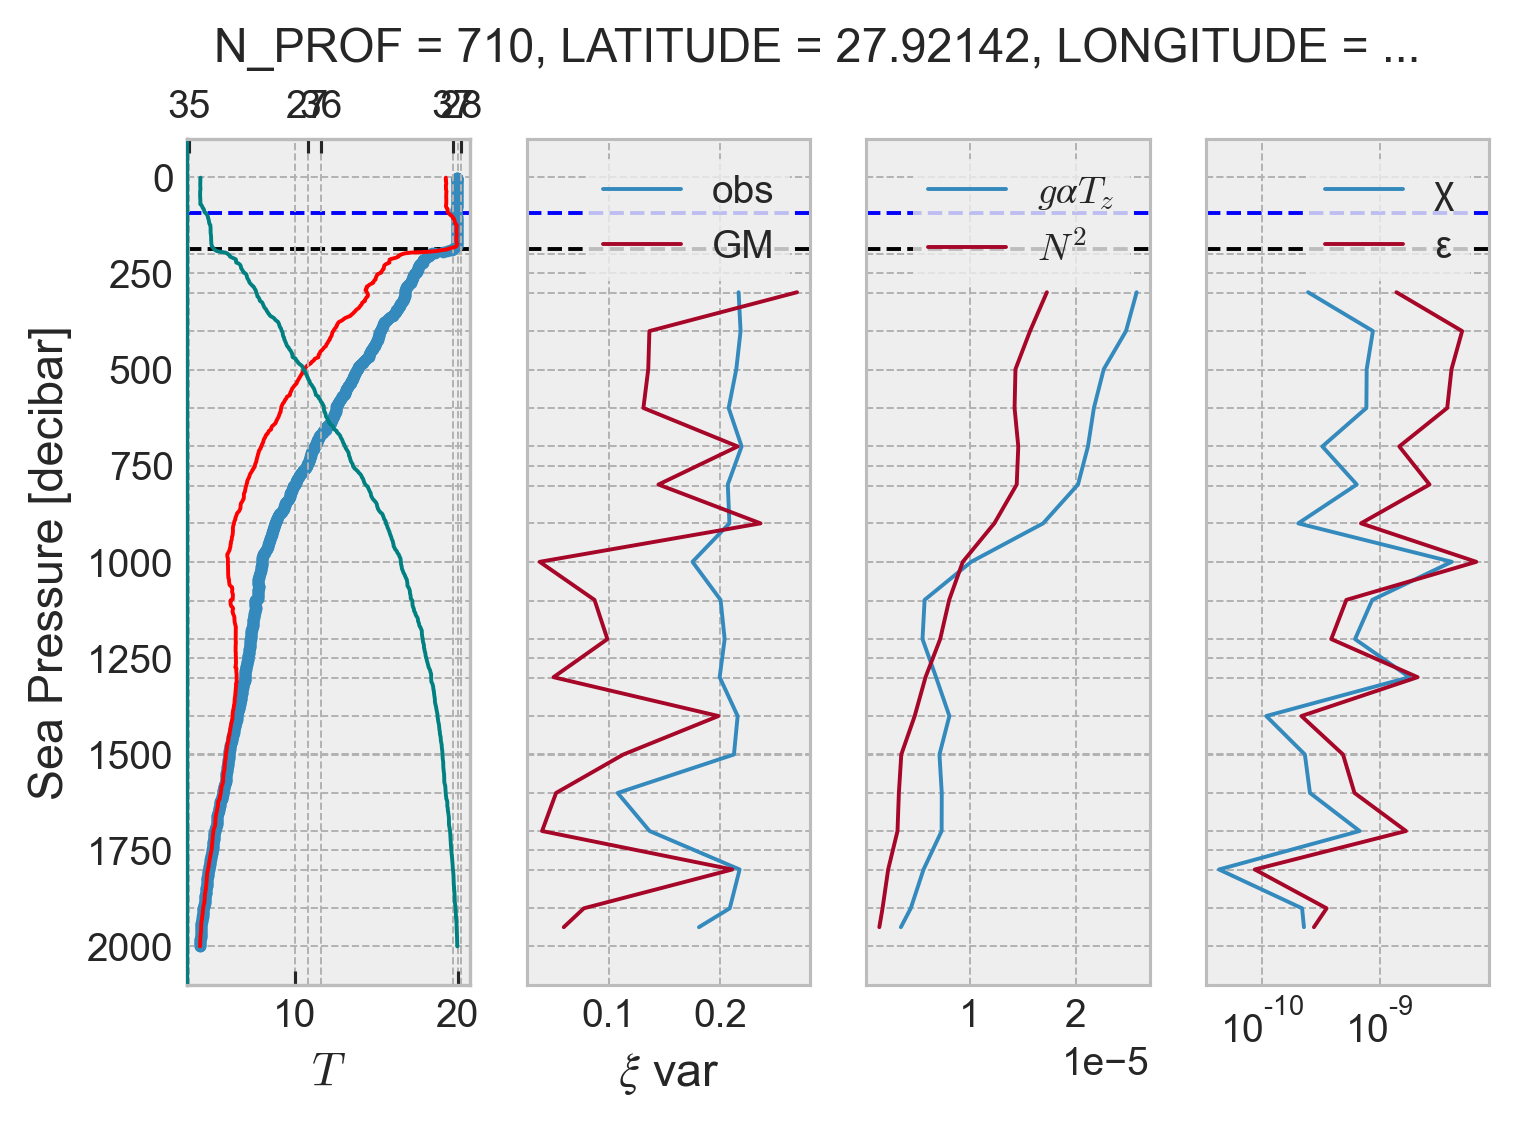 N_PROF = 710, LATITUDE = 27.92142, LONGITUDE = ...
35 27 36 37 28
obs
GM
gαT_z
N²
χ
ε
Sea Pressure [decibar]
0
250
500
750
1000
1250
1500
1750
2000
10 20
0.1 0.2
1 2
10⁻¹⁰ 10⁻⁹
1e−5
T
ξ var